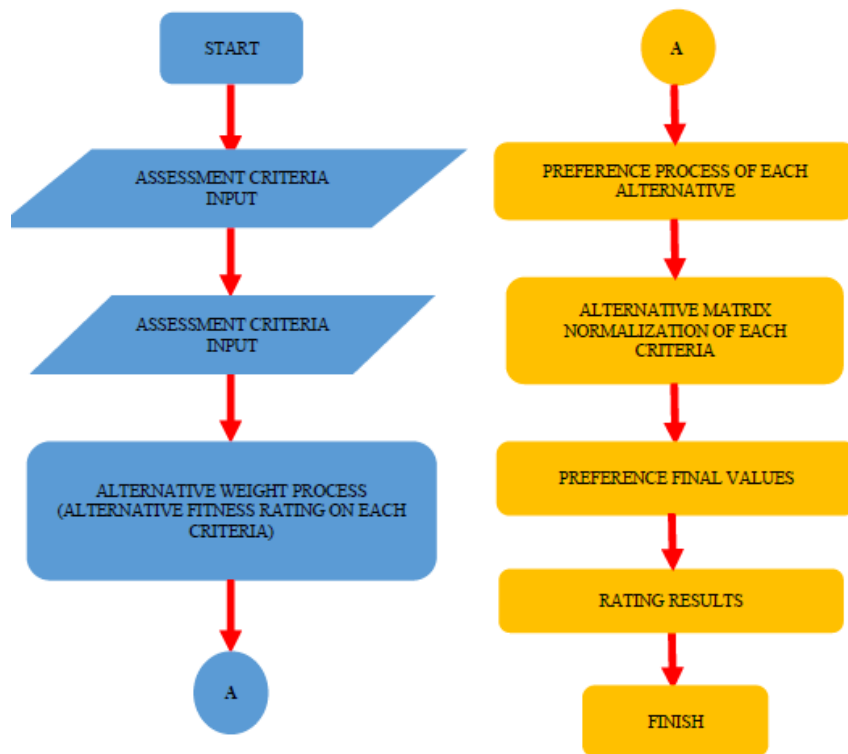 START
ASSESSMENT CRITERIA
INPUT
ASSESSMENT CRITERIA
INPUT
ALTERNATIVE WEIGHT PROCESS
(ALTERNATIVE FITNESS RATING ON EACH
CRITERIA)
A
A
PREFERENCE PROCESS OF EACH
ALTERNATIVE
ALTERNATIVE MATRIX
NORMALIZATION OF EACH
CRITERIA
PREFERENCE FINAL VALUES
RATING RESULTS
FINISH